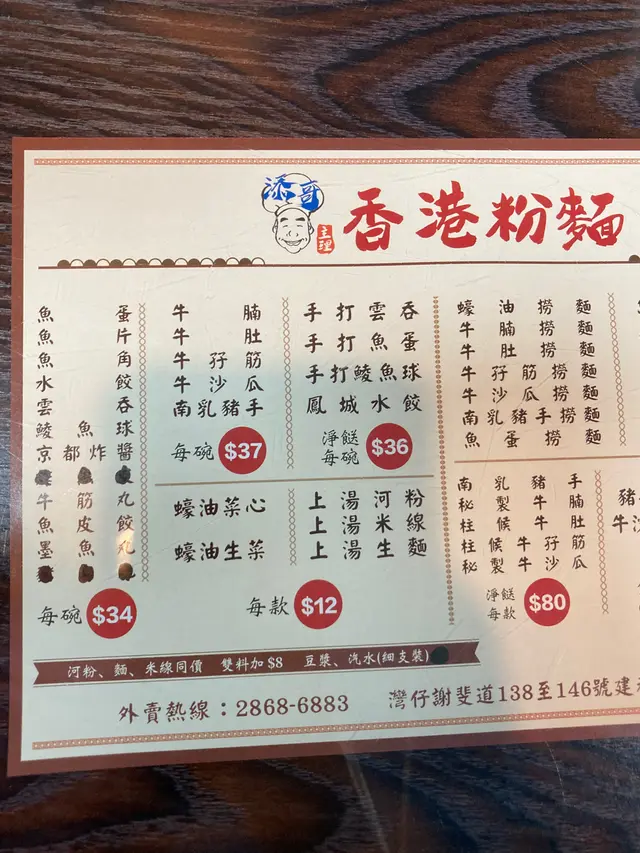 添哥
主理
香港粉麵
魚蛋
魚片
魚角
水餃
雲吞
鯪魚球
京都炸醬
牛筋丸
魚皮餃
墨魚丸
每碗 $34
牛腩
牛肚
牛孖筋
牛沙瓜
南乳豬手
每碗 $37
手打雲吞
手打魚蛋
手打鯪魚球
鳳城水餃
淨餸
每碗 $36
蠔油菜心
蠔油生菜
上湯河粉
上湯米線
上湯生麵
每款 $12
蠔油撈麵
牛腩撈麵
牛肚撈麵
牛孖筋撈麵
牛沙瓜撈麵
南乳豬手撈麵
魚蛋撈麵
南乳豬手
秘製牛腩
柱候牛肚
柱候牛孖筋
秘製牛沙瓜
淨餸
每款 $80
豬
牛沙
河粉、麵、米線同價 雙料加 $8 豆漿、汽水(細支裝)
外賣熱線：2868-6883
灣仔謝斐道138至146號建